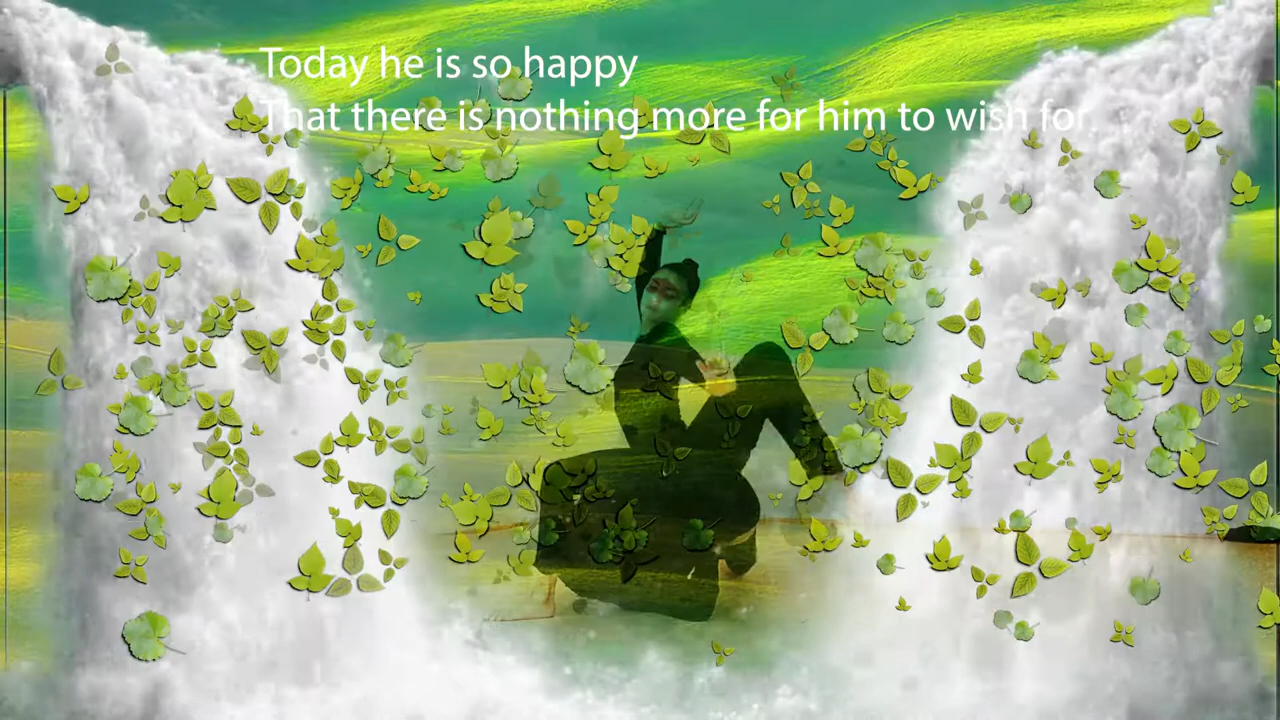 Today he is so happy
That there is nothing more for him to wish for